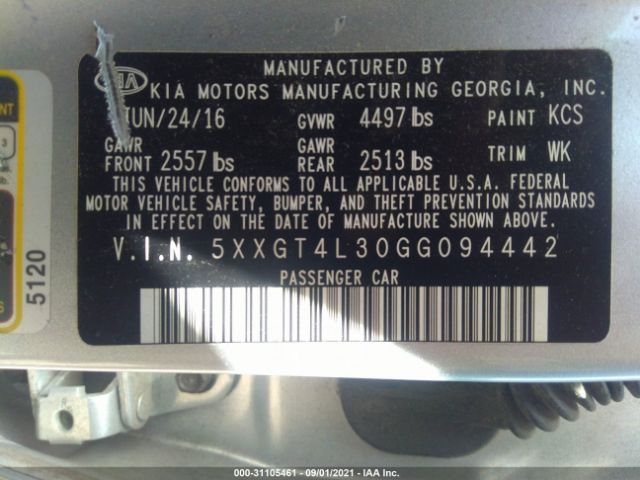 MANUFACTURED BY
KIA
KIA MOTORS MANUFACTURING GEORGIA, INC.
JUN/24/16 GVWR 4497 lbs PAINT KCS
GAWR FRONT 2557 lbs GAWR REAR 2513 lbs TRIM WK
THIS VEHICLE CONFORMS TO ALL APPLICABLE U.S.A. FEDERAL
MOTOR VEHICLE SAFETY, BUMPER, AND THEFT PREVENTION STANDARDS
IN EFFECT ON THE DATE OF MANUFACTURE SHOWN ABOVE.
V.I.N. 5XXGT4L30GG094442
PASSENGER CAR
5120
3
000-31105461 - 09/01/2021 - IAA Inc.